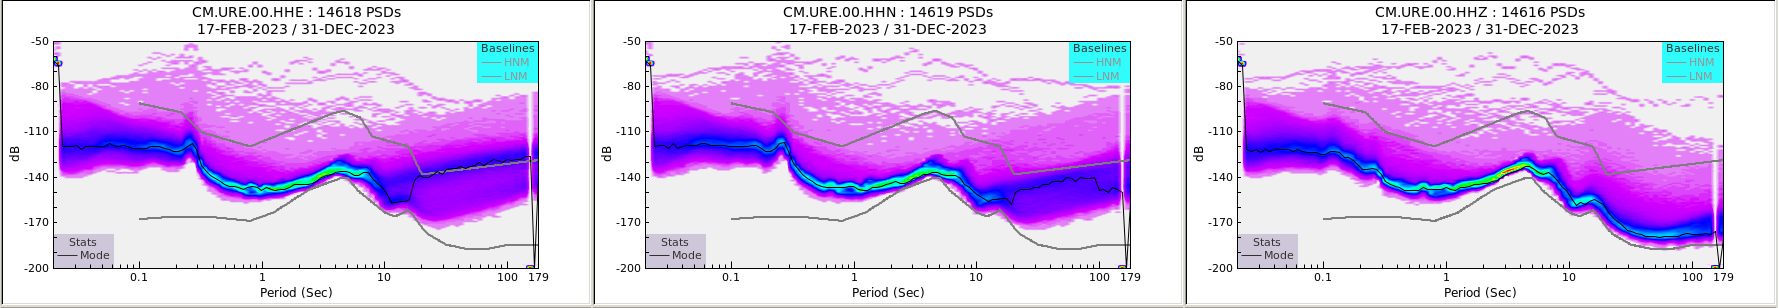 CM.URE.00.HHE : 14618 PSDs
17-FEB-2023 / 31-DEC-2023
Baselines
HNM
LNM
-50
-80
-110
-140
-170
-200
dB
Stats
Mode
0.1 1 10 100 179
Period (Sec)
CM.URE.00.HHN : 14619 PSDs
17-FEB-2023 / 31-DEC-2023
Baselines
HNM
LNM
-50
-80
-110
-140
-170
-200
dB
Stats
Mode
0.1 1 10 100 179
Period (Sec)
CM.URE.00.HHZ : 14616 PSDs
17-FEB-2023 / 31-DEC-2023
Baselines
HNM
LNM
-50
-80
-110
-140
-170
-200
dB
Stats
Mode
0.1 1 10 100 179
Period (Sec)